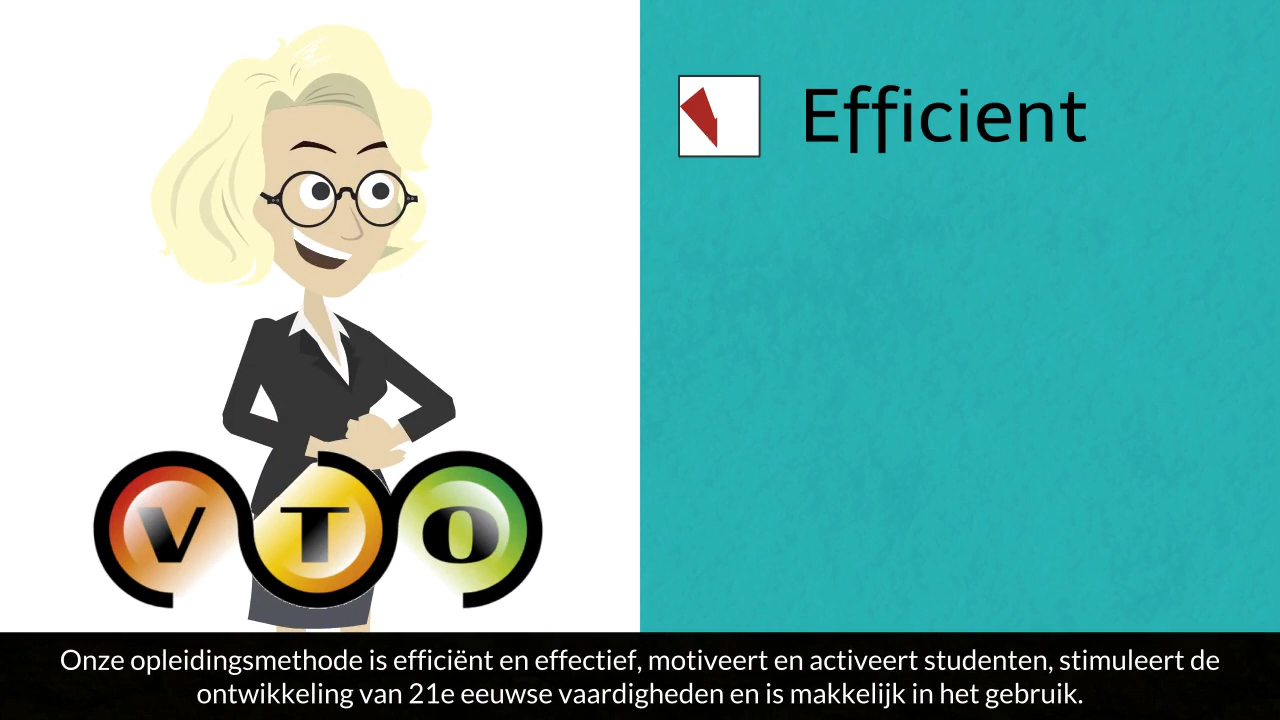 Efficient
VTO
Onze opleidingsmethode is efficiënt en effectief, motiveert en activeert studenten, stimuleert de
ontwikkeling van 21e eeuwse vaardigheden en is makkelijk in het gebruik.